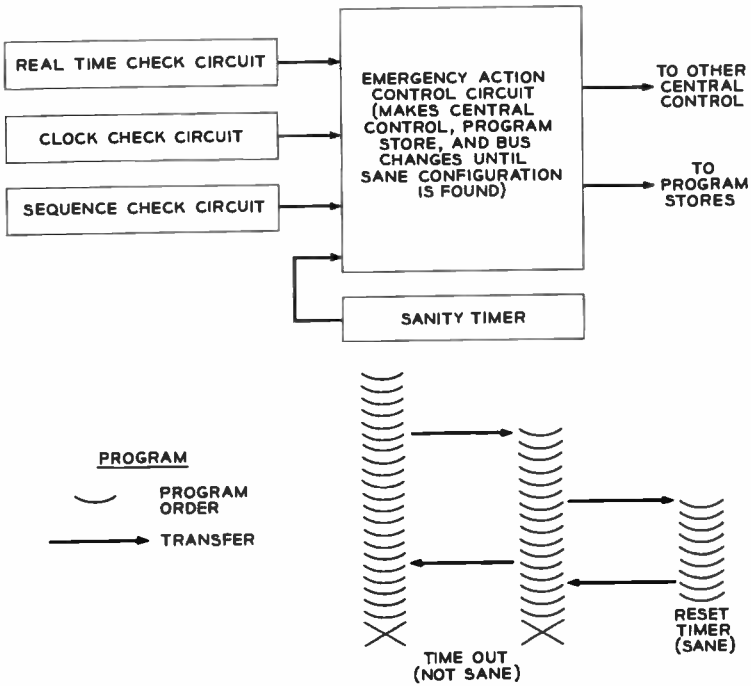 REAL TIME CHECK CIRCUIT
CLOCK CHECK CIRCUIT
SEQUENCE CHECK CIRCUIT
EMERGENCY ACTION
CONTROL CIRCUIT
(MAKES CENTRAL
CONTROL, PROGRAM
STORE, AND BUS
CHANGES UNTIL
SANE CONFIGURATION
IS FOUND)
TO OTHER
CENTRAL
CONTROL
TO
PROGRAM
STORES
SANITY TIMER
PROGRAM
PROGRAM
ORDER
TRANSFER
TIME OUT
(NOT SANE)
RESET
TIMER
(SANE)